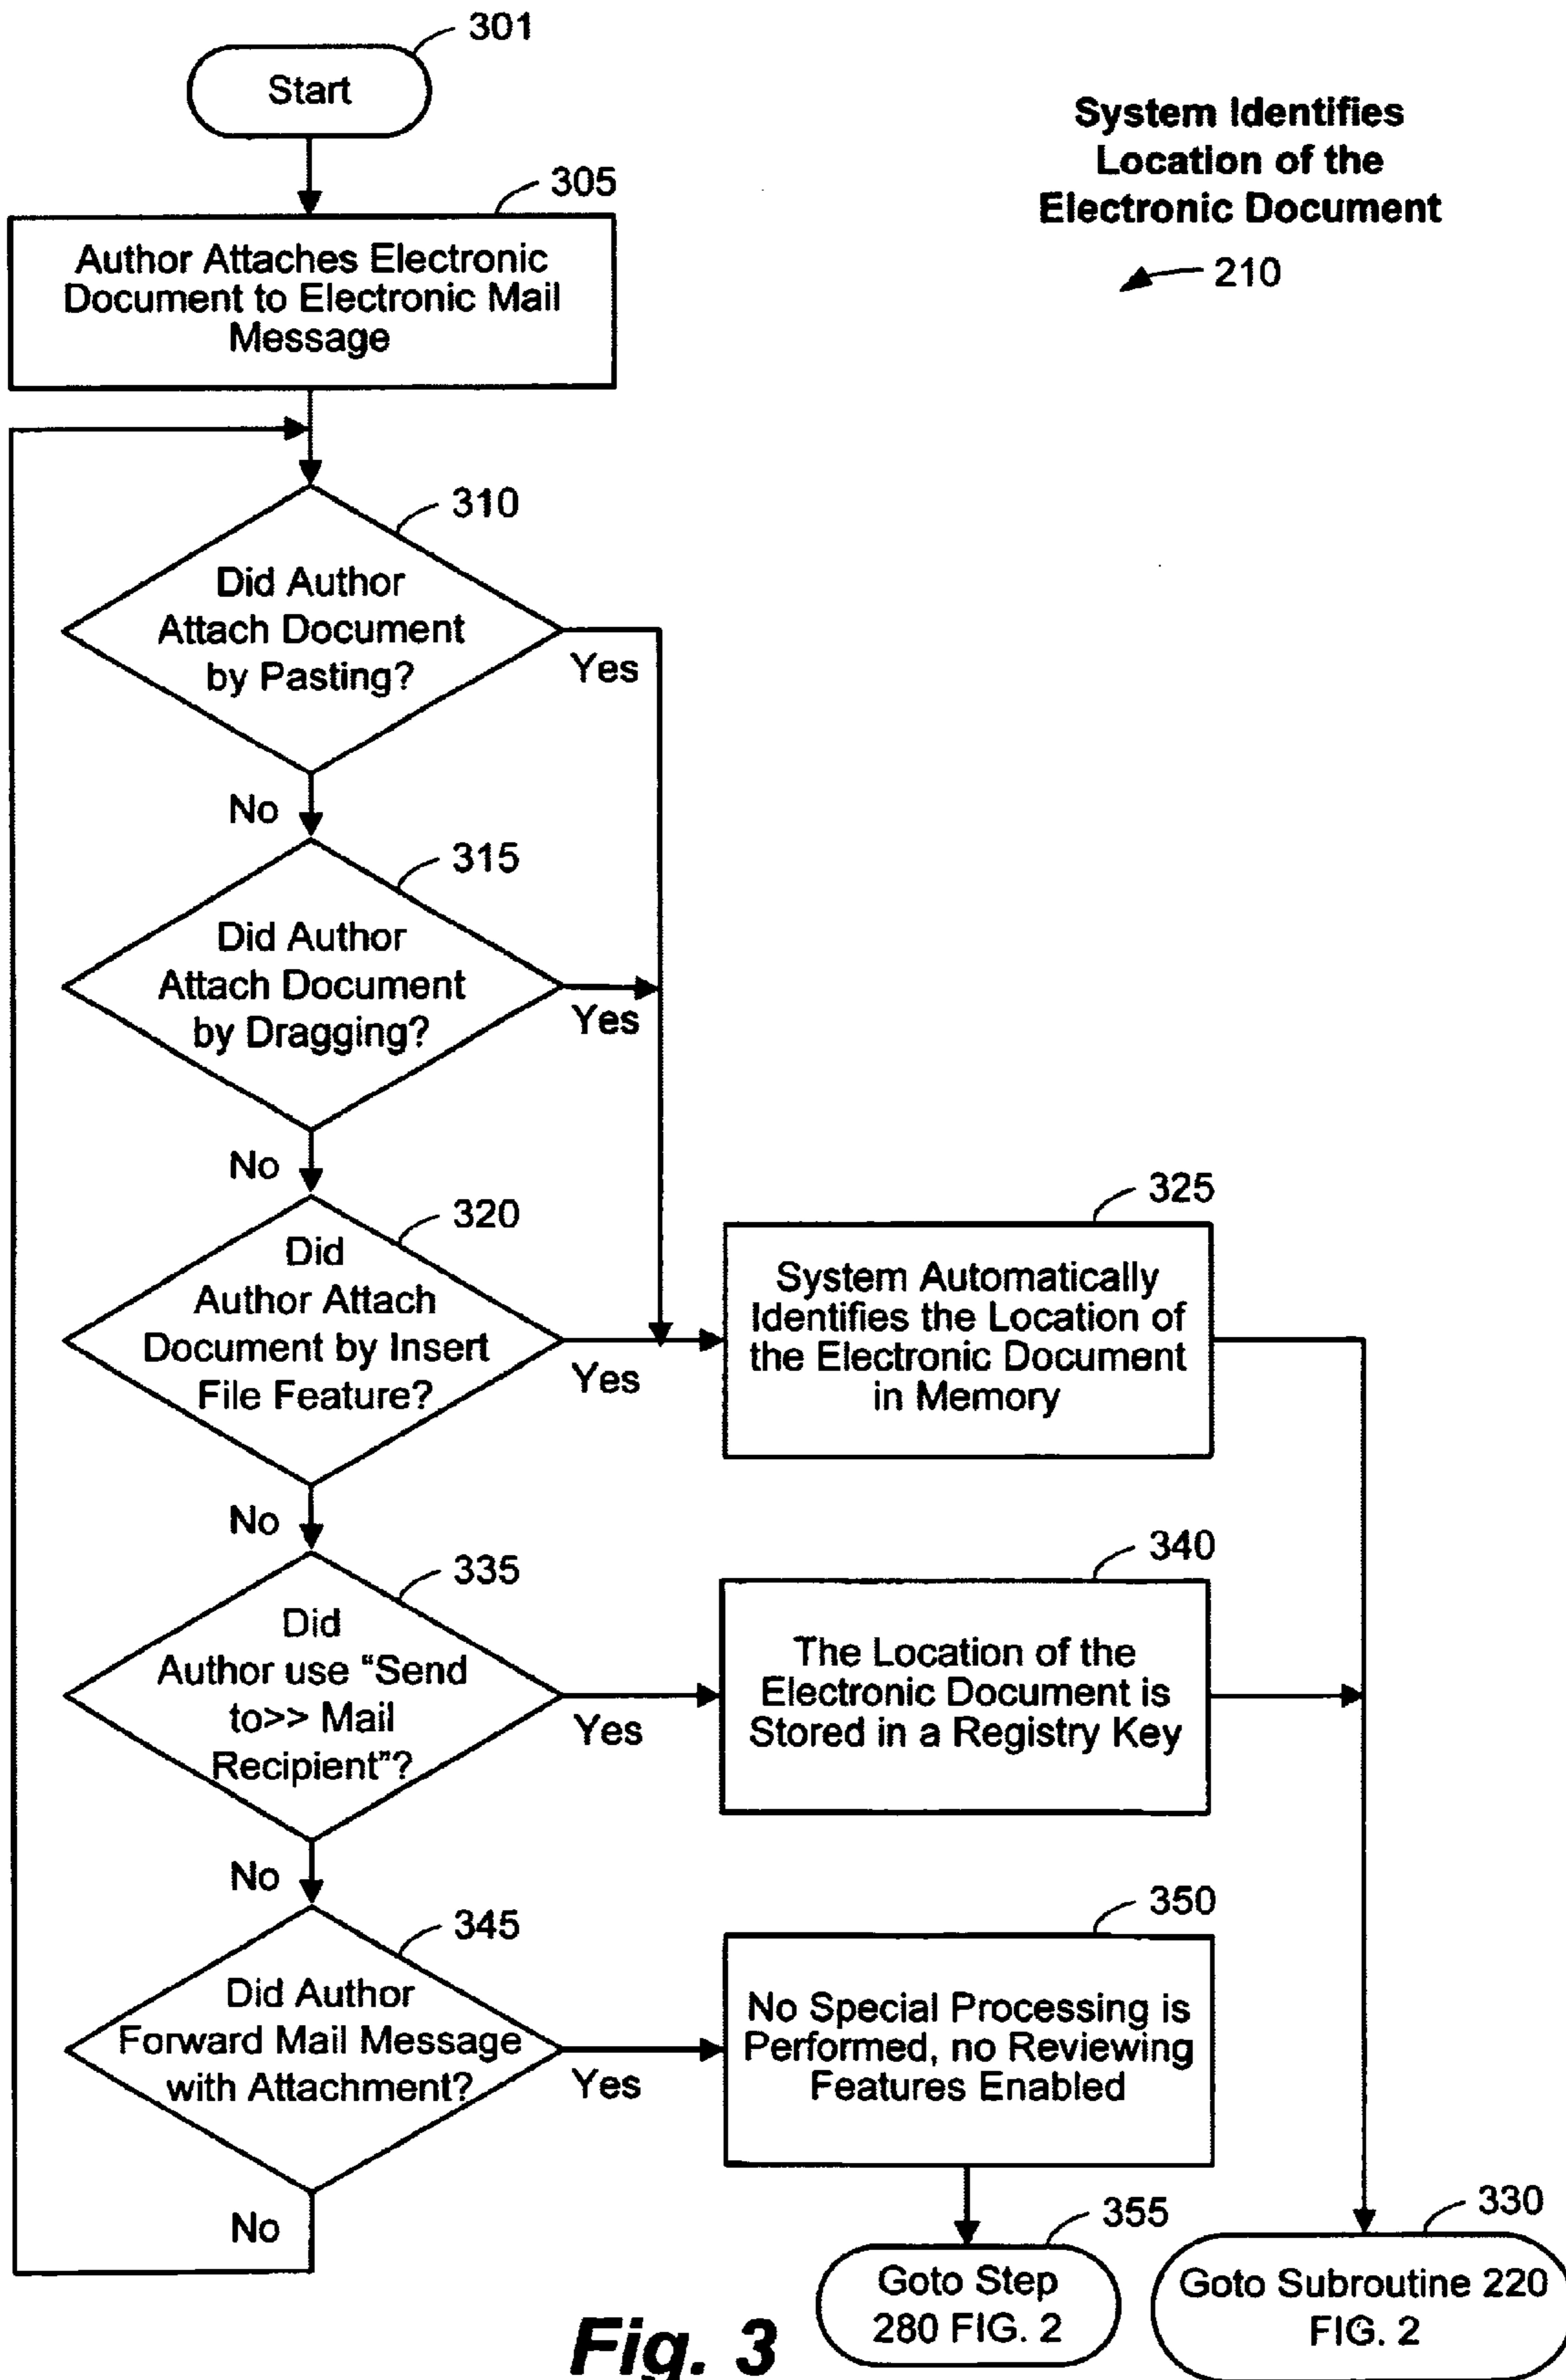 301
Start
System Identifies
Location of the
Electronic Document
210
305
Author Attaches Electronic
Document to Electronic Mail
Message
310
Did Author
Attach Document
by Pasting?
Yes
No
315
Did Author
Attach Document
by Dragging?
Yes
No
320
Did
Author Attach
Document by Insert
File Feature?
Yes
325
System Automatically
Identifies the Location of
the Electronic Document
in Memory
No
335
Did
Author use “Send
to>> Mail
Recipient”?
Yes
340
The Location of the
Electronic Document is
Stored in a Registry Key
No
345
Did Author
Forward Mail Message
with Attachment?
Yes
350
No Special Processing is
Performed, no Reviewing
Features Enabled
No
355
Goto Step
280 FIG. 2
330
Goto Subroutine 220
FIG. 2
Fig. 3